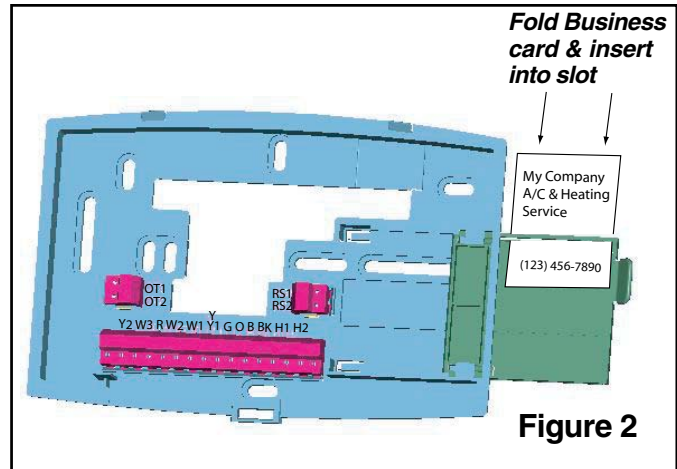 Fold Business
card & insert
into slot
My Company
A/C & Heating
Service
(123) 456-7890
OT1
OT2
RS1
RS2
Y
Y2 W3 R W2 W1 Y1 G O B BK H1 H2
Figure 2